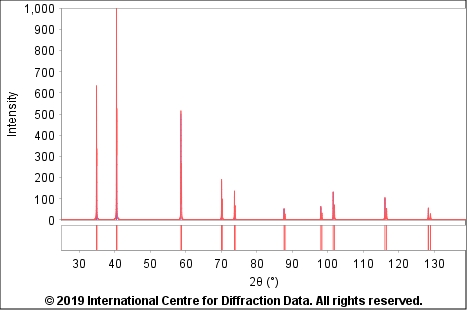 1,000
900
800
700
600
500
400
300
200
100
0
Intensity
30 40 50 60 70 80 90 100 110 120 130
2θ (°)
© 2019 International Centre for Diffraction Data. All rights reserved.